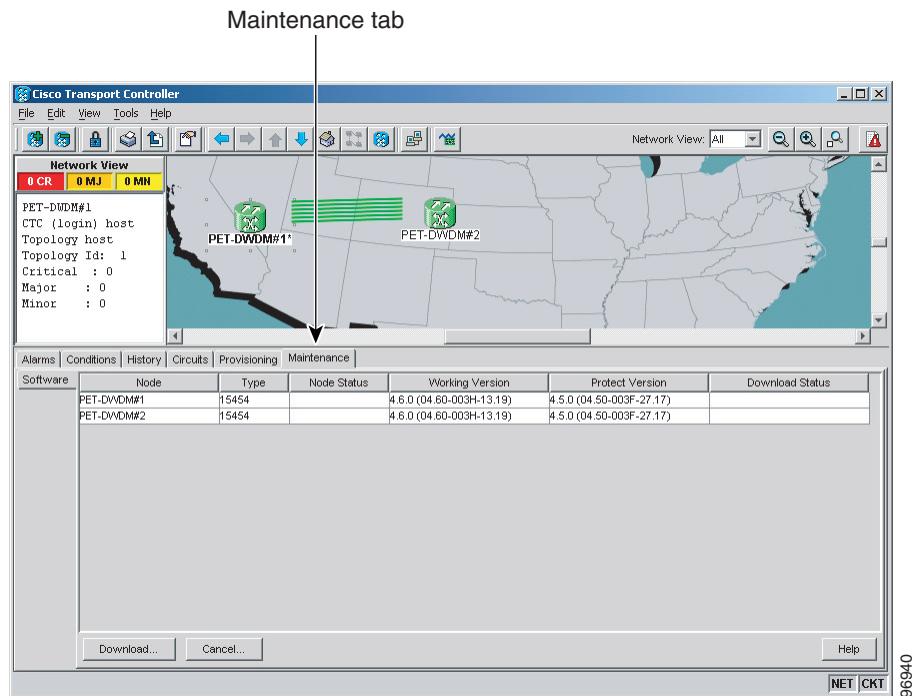 Maintenance tab
Cisco Transport Controller
File Edit View Tools Help
Network View: All
Network View
0 CR 0 MJ 0 MN
PET-DWDM#1
CTC (login) host
Topology host
Topology Id: 1
Critical : 0
Major : 0
Minor : 0
PET-DWDM#1*
PET-DWDM#2
Alarms Conditions History Circuits Provisioning Maintenance
Software
Node Type Node Status Working Version Protect Version Download Status
PET-DWDM#1 15454 4.6.0 (04.60-003H-13.19) 4.5.0 (04.50-003F-27.17)
PET-DWDM#2 15454 4.6.0 (04.60-003H-13.19) 4.5.0 (04.50-003F-27.17)
Download... Cancel... Help
NET CKT
96940